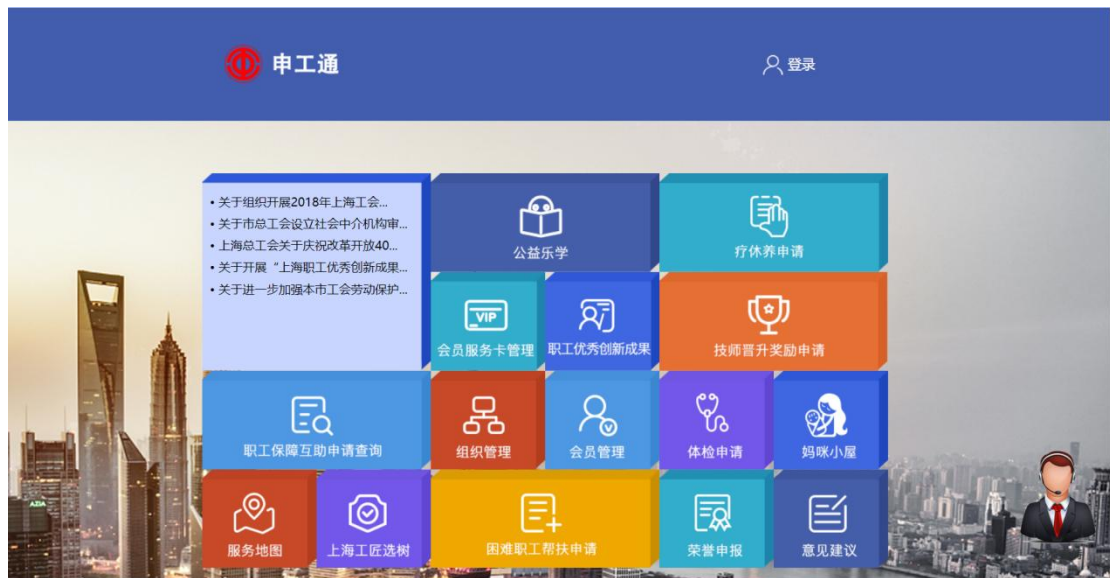 申工通
登录
• 关于组织开展2018年上海工会...
• 关于市总工会设立社会中介机构审...
• 上海总工会关于庆祝改革开放40...
• 关于开展“上海职工优秀创新成果...
• 关于进一步加强本市工会劳动保护...
公益乐学
疗休养申请
VIP
会员服务卡管理
职工优秀创新成果
技师晋升奖励申请
职工保障互助申请查询
组织管理
会员管理
体检申请
妈咪小屋
服务地图
上海工匠选树
困难职工帮扶申请
荣誉申报
意见建议
AZIA